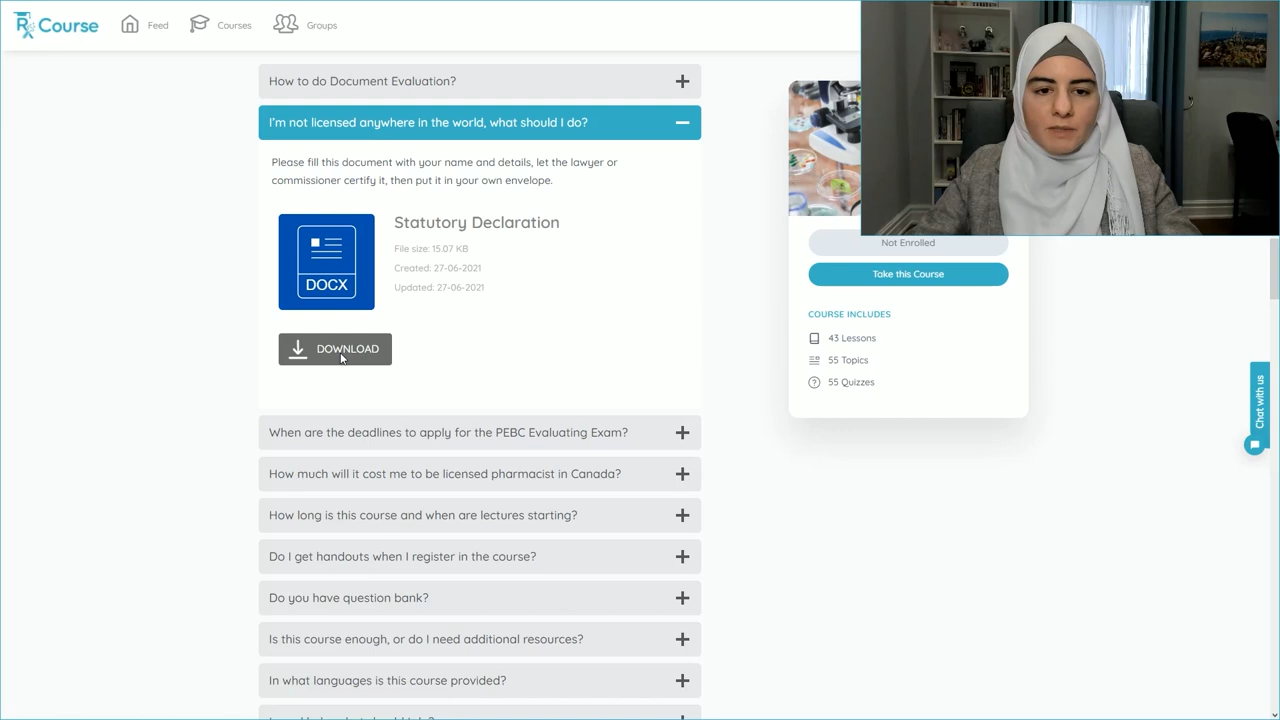 Rx Course
Feed
Courses
Groups
How to do Document Evaluation?
I'm not licensed anywhere in the world, what should I do?
Please fill this document with your name and details, let the lawyer or
commissioner certify it, then put it in your own envelope.
DOCX
Statutory Declaration
File size: 15.07 KB
Created: 27-06-2021
Updated: 27-06-2021
DOWNLOAD
When are the deadlines to apply for the PEBC Evaluating Exam?
How much will it cost me to be licensed pharmacist in Canada?
How long is this course and when are lectures starting?
Do I get handouts when I register in the course?
Do you have question bank?
Is this course enough, or do I need additional resources?
In what languages is this course provided?
Not Enrolled
Take this Course
COURSE INCLUDES
43 Lessons
55 Topics
55 Quizzes
Chat with us